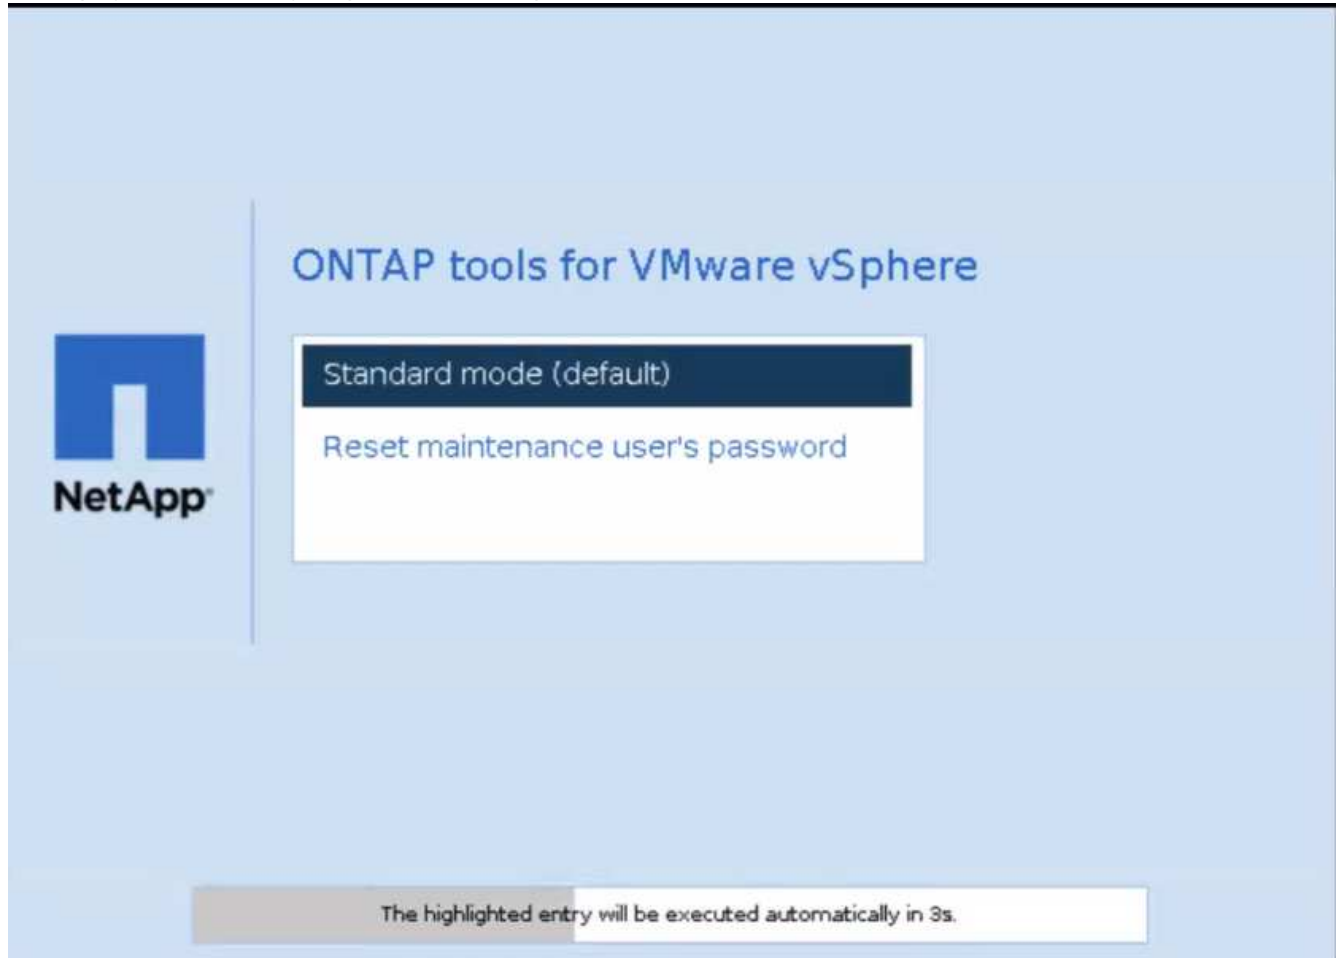 ONTAP tools for VMware vSphere
Standard mode (default)
Reset maintenance user's password
NetApp®
The highlighted entry will be executed automatically in 3s.